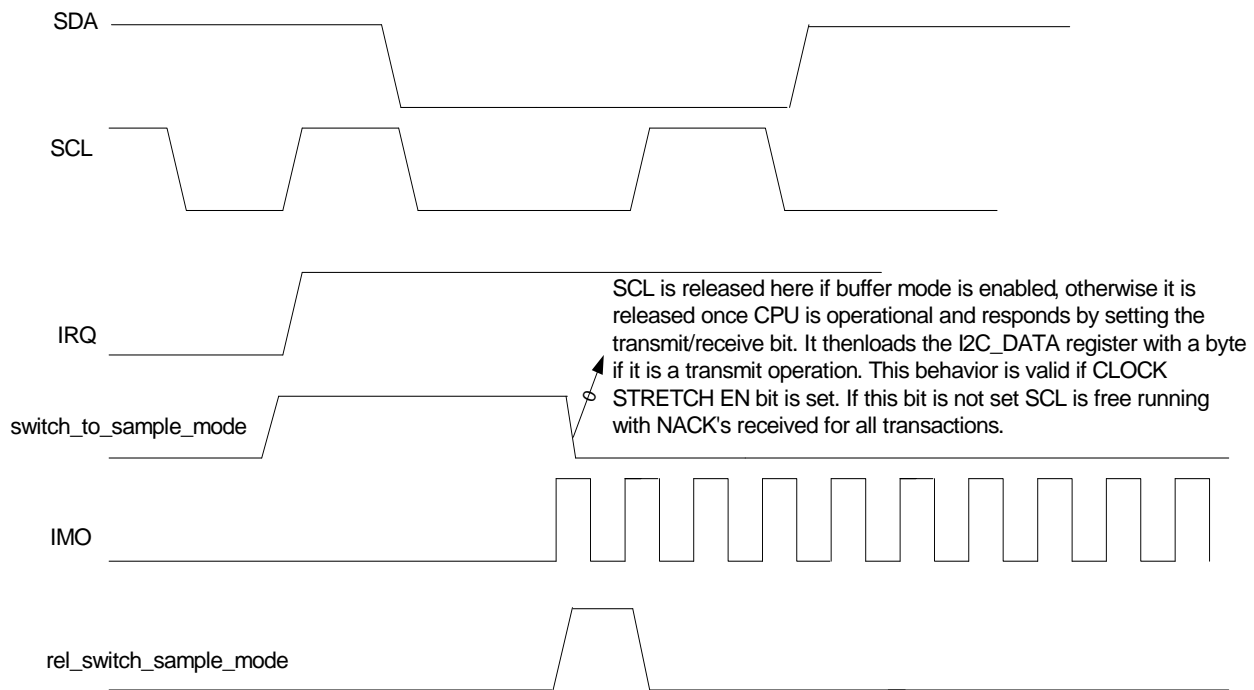 SDA
SCL
IRQ
SCL is released here if buffer mode is enabled, otherwise it is
released once CPU is operational and responds by setting the
transmit/receive bit. It thenloads the I2C_DATA register with a byte
if it is a transmit operation. This behavior is valid if CLOCK
STRETCH EN bit is set. If this bit is not set SCL is free running
with NACK's received for all transactions.
switch_to_sample_mode
IMO
rel_switch_sample_mode